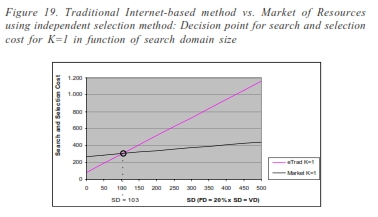 Figure 19. Traditional Internet-based method vs. Market of Resources
using independent selection method: Decision point for search and selection
cost for K=1 in function of search domain size
Search and Selection Cost
1.200
1.000
800
600
400
200
0
0 50 100 150 200 250 300 350 400 450 500
SD = 103
SD (FD = 20% x SD = VD)
eTrad K=1
Market K=1